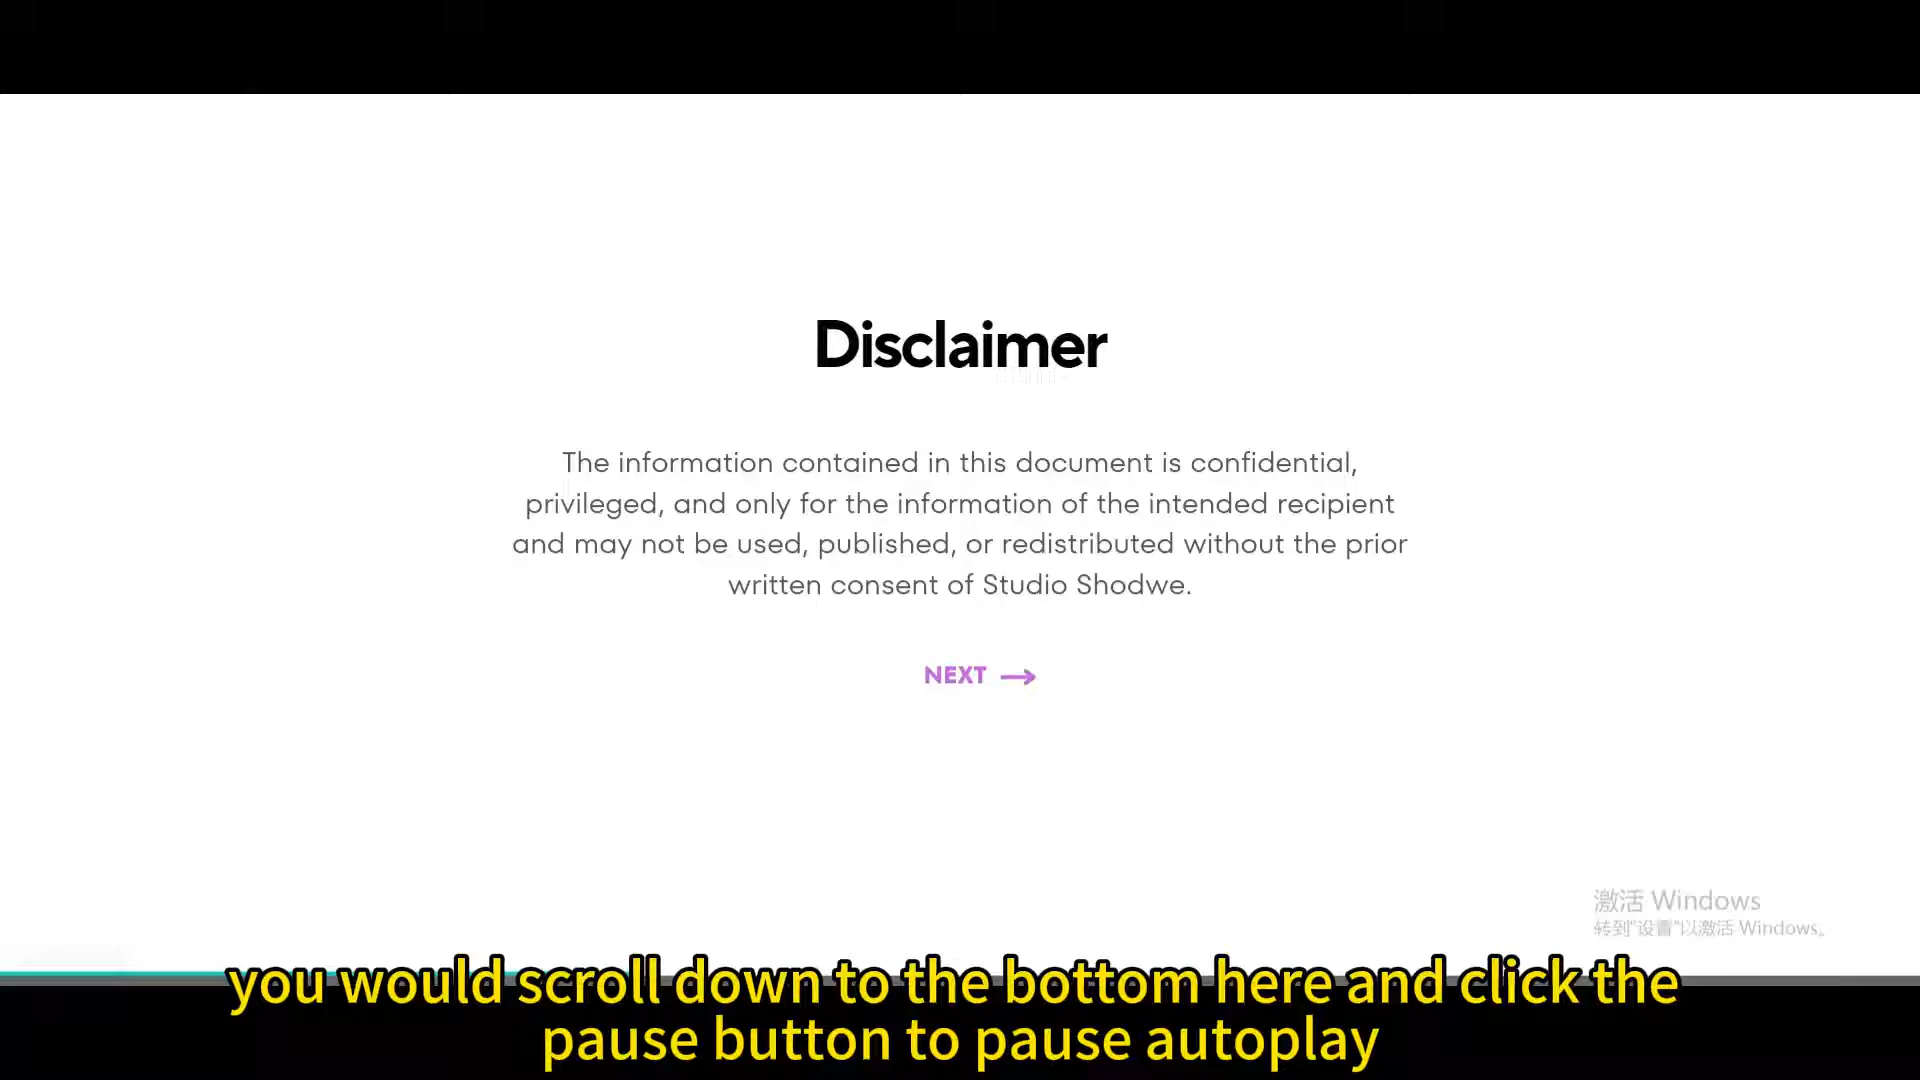 Disclaimer
The information contained in this document is confidential,
privileged, and only for the information of the intended recipient
and may not be used, published, or redistributed without the prior
written consent of Studio Shodwe.
NEXT
激活 Windows
转到"设置"以激活 Windows。
you would scroll down to the bottom here and click the
pause button to pause autoplay